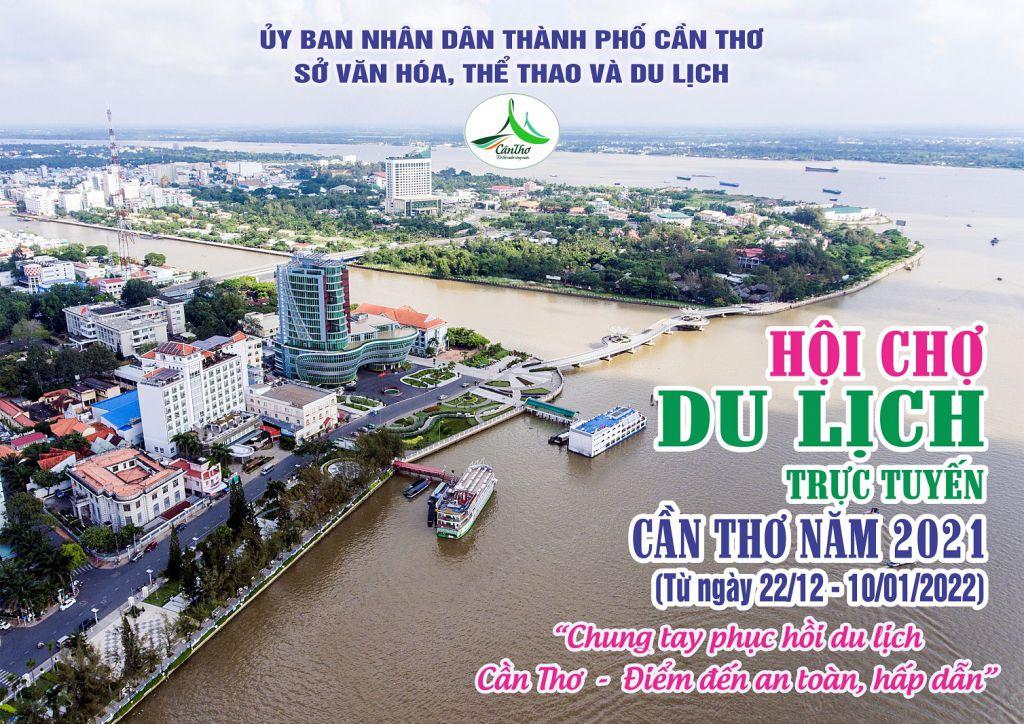 ỦY BAN NHÂN DÂN THÀNH PHỐ CẦN THƠ
SỞ VĂN HÓA, THỂ THAO VÀ DU LỊCH
CầnThơ
HỘI CHỢ
DU LỊCH
TRỰC TUYẾN
CẦN THƠ NĂM 2021
(Từ ngày 22/12 - 10/01/2022)
“Chung tay phục hồi du lịch
Cần Thơ - Điểm đến an toàn, hấp dẫn”